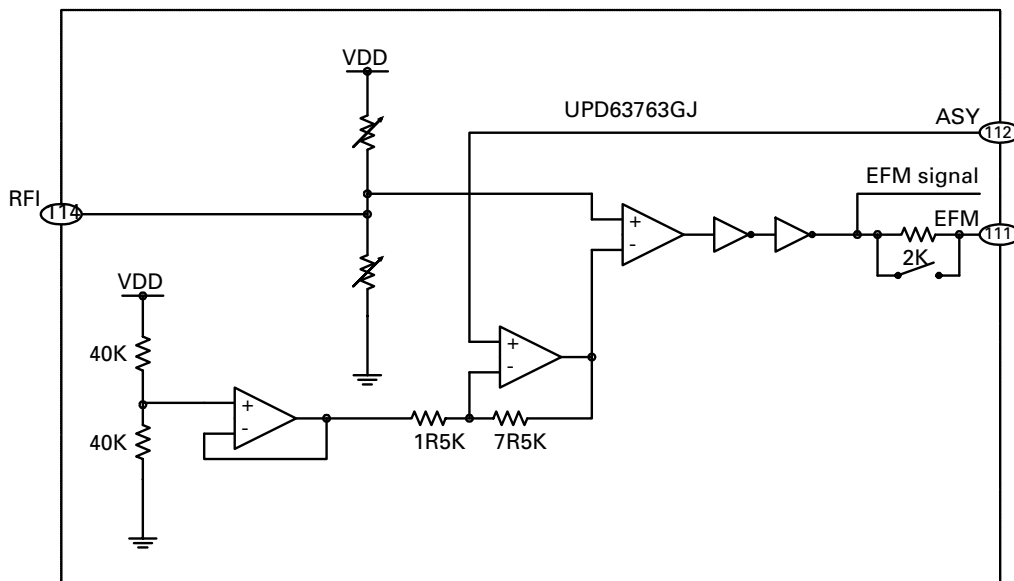 VDD
UPD63763GJ
ASY
112
EFM signal
RFI
114
+
-
EFM
111
2K
VDD
+
-
40K
+
-
40K
1R5K
7R5K